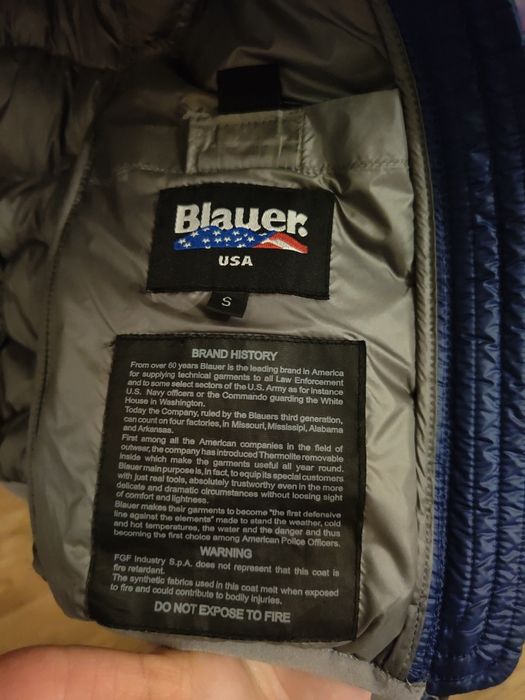 Blauer.
USA
S
BRAND HISTORY
From over 60 years Blauer is the leading brand in America
for supplying technical garments to all Law Enforcement
and to some select sectors of the U.S. Army as for instance
U.S. Navy officers or the Commando guarding the White
House in Washington.
Today the Company, ruled by the Blauers third generation,
can count on four factories, in Missouri, Mississipi, Alabama
and Arkansas.
First among all the American companies in the field of
outwear, the company has introduced Thermolite removable
inside which make the garments useful all year round.
Blauer main purpose is, in fact, to equip its special customers
with just real tools, absolutely trustworthy even in the more
delicate and dramatic circumstances without loosing sight
of comfort and lightness.
Blauer makes their garments to become "the first defensive
line against the elements" made to stand the weather, cold
and hot temperatures, the water and the danger and thus
becoming the first choice among American Police Officers.
WARNING
FGF Industry S.p.A. does not represent that this coat is
fire retardant.
The synthetic fabrics used in this coat melt when exposed
to fire and could contribute to bodily injuries.
DO NOT EXPOSE TO FIRE